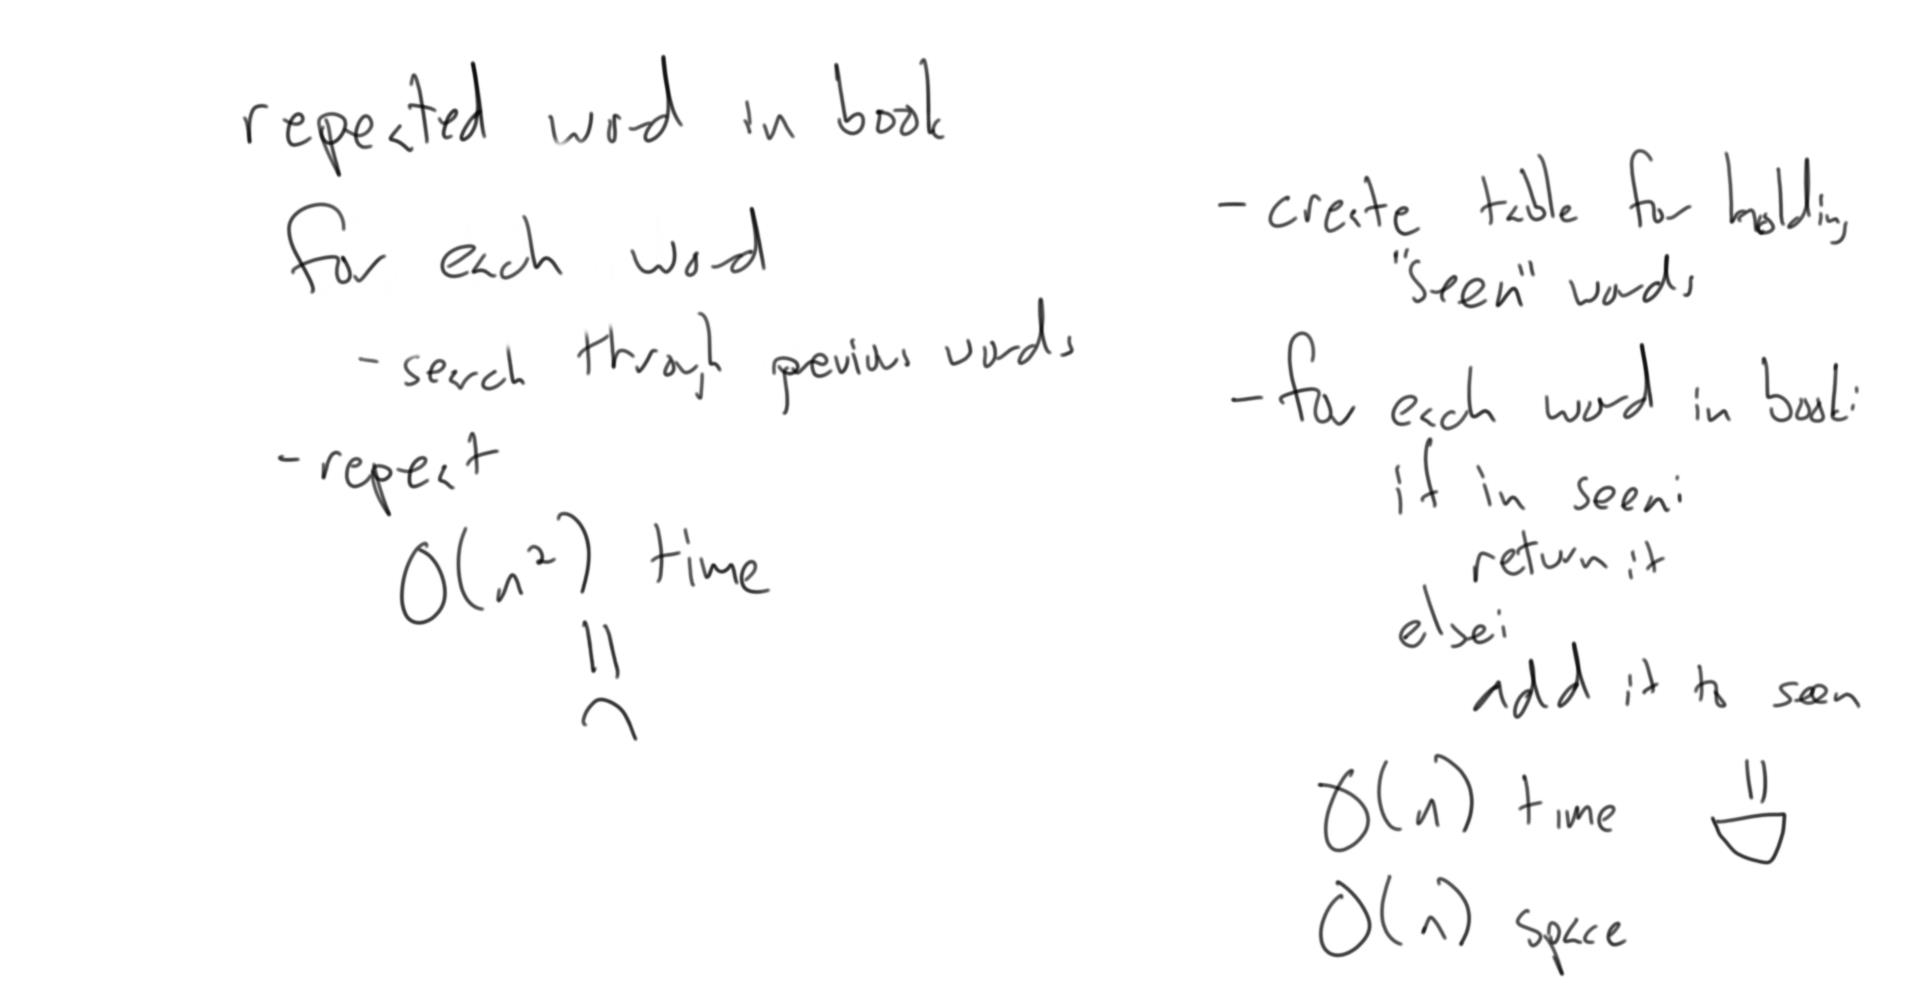 repeated word in book
for each word
- search through previous words
- repeat
O(n²) time
- create table for holding
"seen" words
- for each word in book:
if in seen:
return it
else:
add it to seen
O(n) time
O(n) space